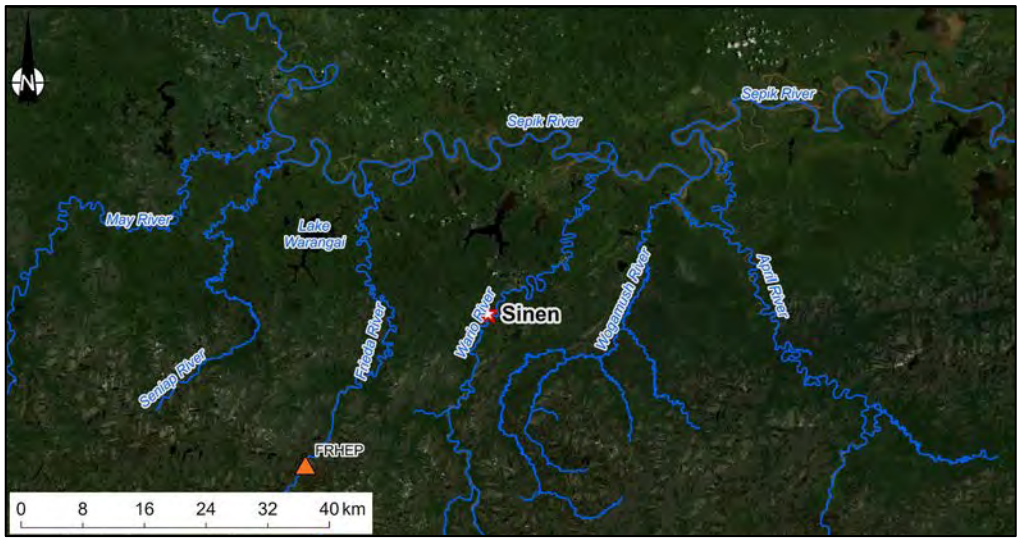 N
Sepik River
Sepik River
May River
Lake
Warangai
Wario River
Sinen
Wogamush River
April River
Frieda River
Seniap River
FRHEP
0 8 16 24 32 40 km